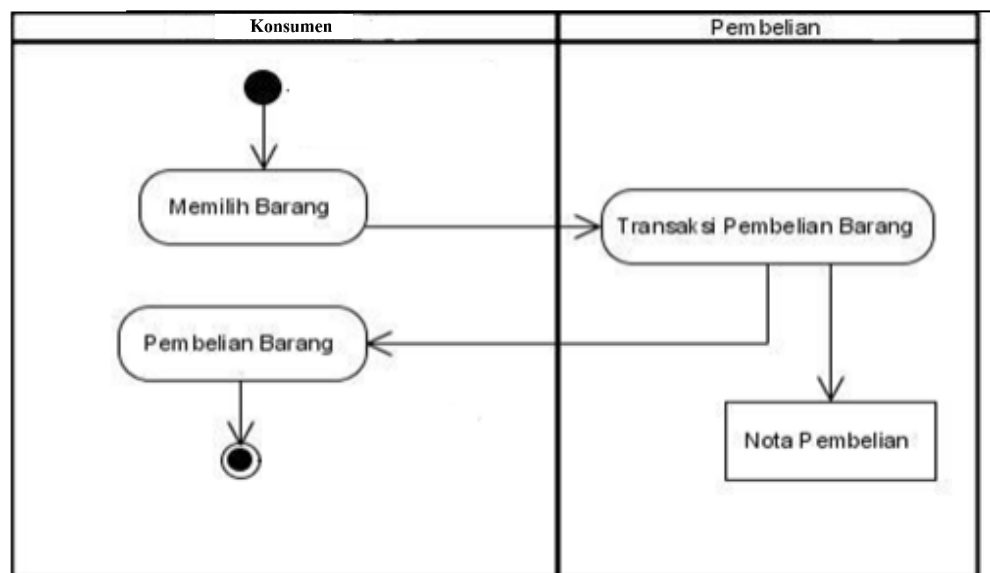 Konsumen
Pembelian
Memilih Barang
Transaksi Pembelian Barang
Pembelian Barang
Nota Pembelian